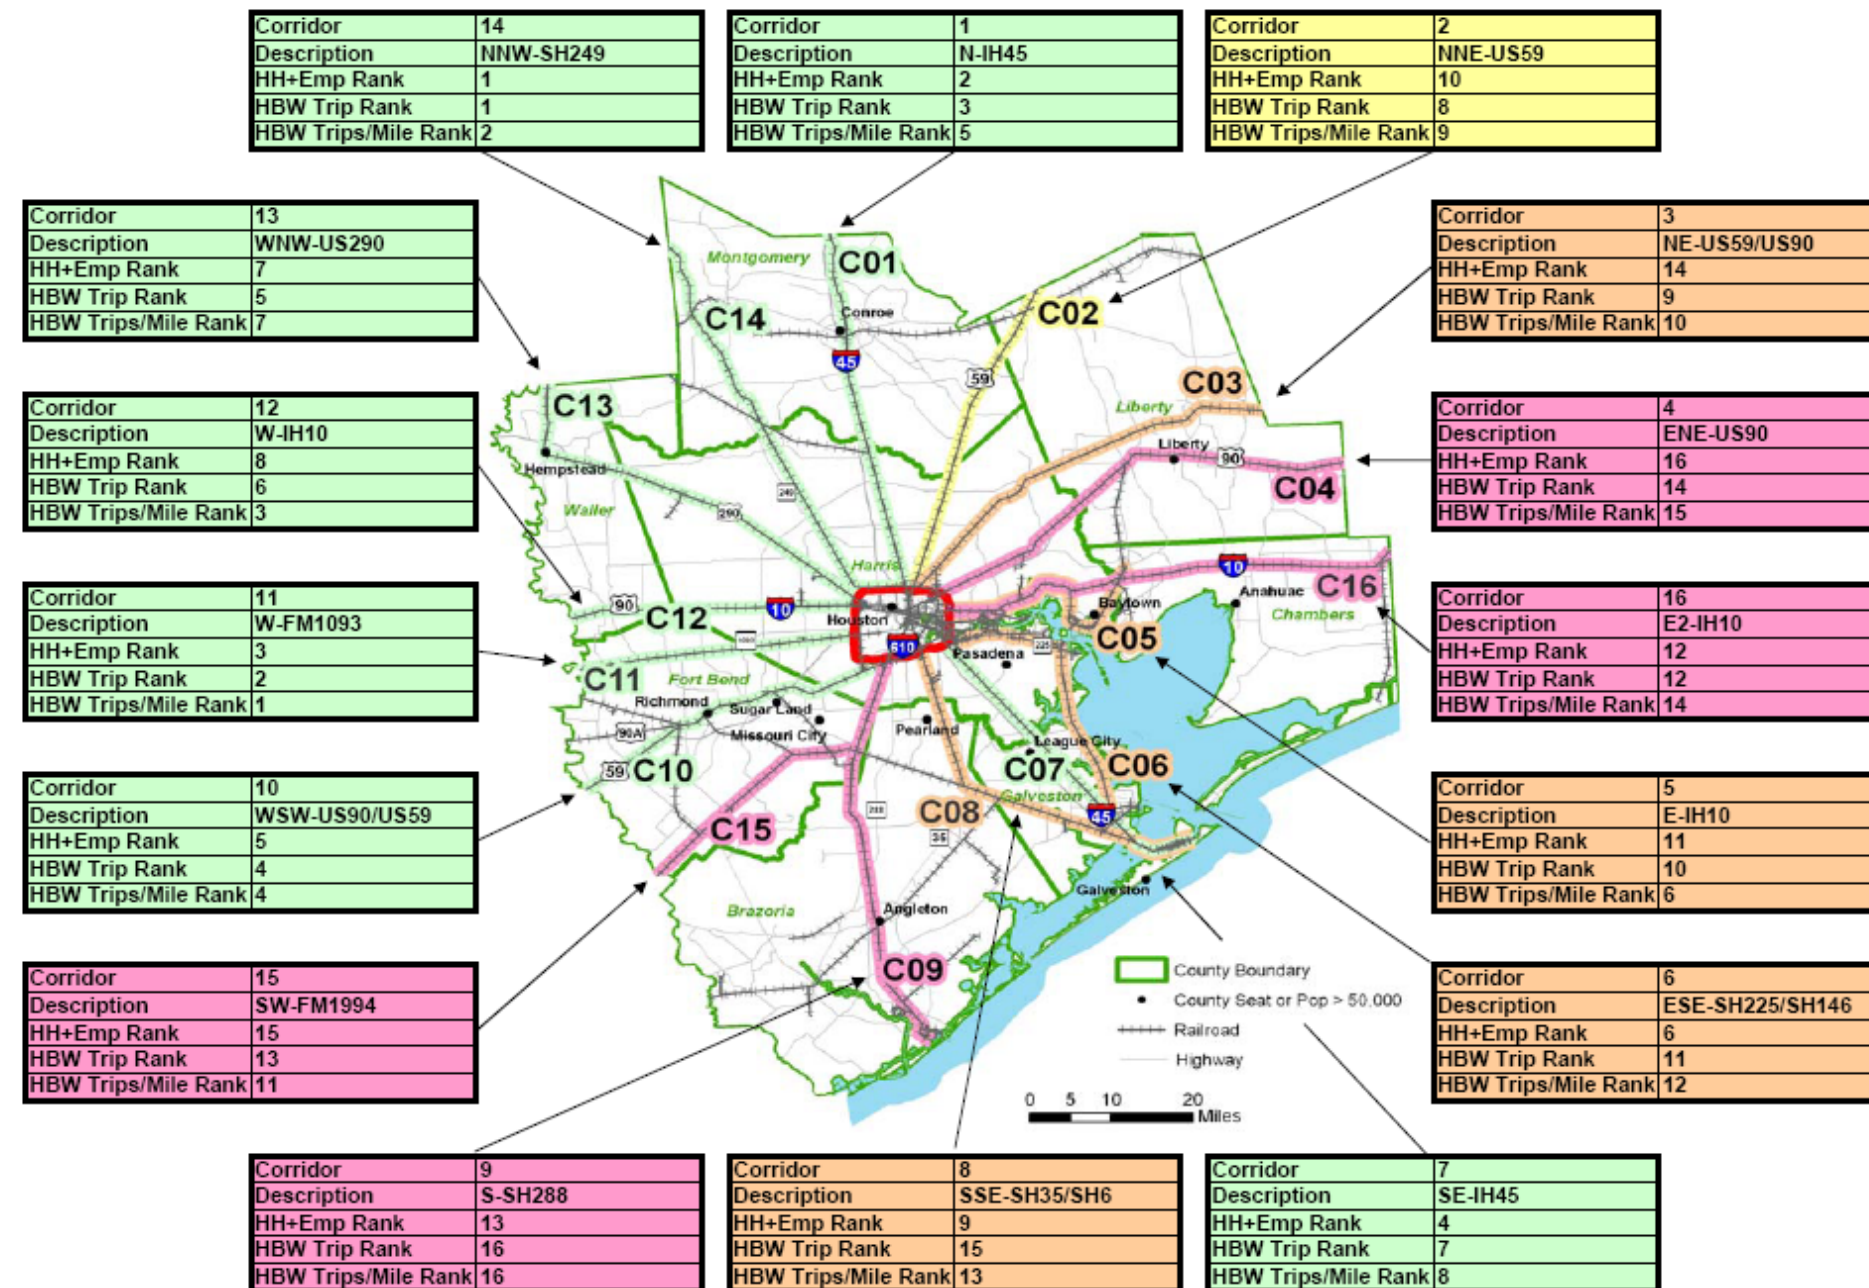 Corridor 14
Description NNW-SH249
HH+Emp Rank 1
HBW Trip Rank 1
HBW Trips/Mile Rank 2
Corridor 1
Description N-IH45
HH+Emp Rank 2
HBW Trip Rank 3
HBW Trips/Mile Rank 5
Corridor 2
Description NNE-US59
HH+Emp Rank 10
HBW Trip Rank 8
HBW Trips/Mile Rank 9
Corridor 13
Description WNW-US290
HH+Emp Rank 7
HBW Trip Rank 5
HBW Trips/Mile Rank 7
Corridor 3
Description NE-US59/US90
HH+Emp Rank 14
HBW Trip Rank 9
HBW Trips/Mile Rank 10
Corridor 12
Description W-IH10
HH+Emp Rank 8
HBW Trip Rank 6
HBW Trips/Mile Rank 3
Corridor 4
Description ENE-US90
HH+Emp Rank 16
HBW Trip Rank 14
HBW Trips/Mile Rank 15
Corridor 11
Description W-FM1093
HH+Emp Rank 3
HBW Trip Rank 2
HBW Trips/Mile Rank 1
Corridor 16
Description E2-IH10
HH+Emp Rank 12
HBW Trip Rank 12
HBW Trips/Mile Rank 14
Corridor 10
Description WSW-US90/US59
HH+Emp Rank 5
HBW Trip Rank 4
HBW Trips/Mile Rank 4
Corridor 5
Description E-IH10
HH+Emp Rank 11
HBW Trip Rank 10
HBW Trips/Mile Rank 6
Corridor 15
Description SW-FM1994
HH+Emp Rank 15
HBW Trip Rank 13
HBW Trips/Mile Rank 11
Corridor 6
Description ESE-SH225/SH146
HH+Emp Rank 6
HBW Trip Rank 11
HBW Trips/Mile Rank 12
Corridor 9
Description S-SH288
HH+Emp Rank 13
HBW Trip Rank 16
HBW Trips/Mile Rank 16
Corridor 8
Description SSE-SH35/SH6
HH+Emp Rank 9
HBW Trip Rank 15
HBW Trips/Mile Rank 13
Corridor 7
Description SE-IH45
HH+Emp Rank 4
HBW Trip Rank 7
HBW Trips/Mile Rank 8
Montgomery
C01
C14
Conroe
C02
45
59
C03
C13
Liberty
Liberty
90
Hempstead
C04
249
Waller
290
Harris
10
C16
Anahuac
90
C12
10
Houston
Baytown
Chambers
C05
610
225
Pasadena
C11
Fort Bend
Richmond
Sugar Land
90A
Missouri City
Pearland
League City
59
C10
C07
C06
Galveston
C15
288
C08
45
35
Galveston
Brazoria
Angleton
C09
County Boundary
County Seat or Pop > 50,000
Railroad
Highway
0 5 10 20
Miles